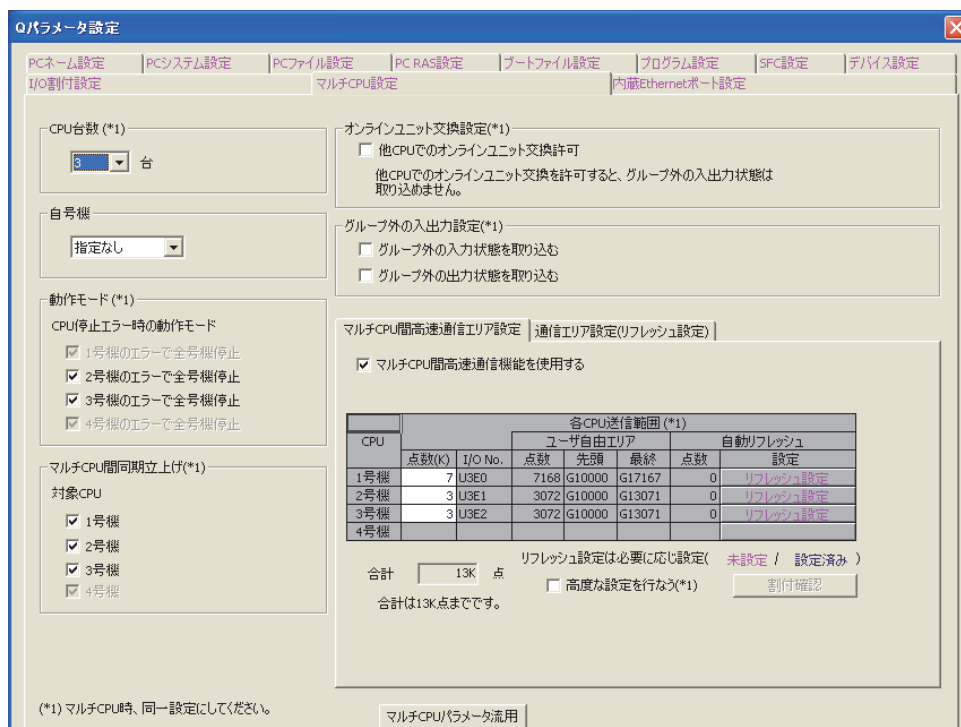 Qパラメータ設定
PCネーム設定 PCシステム設定 PCファイル設定 PC RAS設定 ブートファイル設定 プログラム設定 SFC設定 デバイス設定
I/O割付設定 マルチCPU設定 内蔵Ethernetポート設定
CPU台数(*1)
3 台
自号機
指定なし
動作モード(*1)
CPU停止エラー時の動作モード
1号機のエラーで全号機停止
2号機のエラーで全号機停止
3号機のエラーで全号機停止
4号機のエラーで全号機停止
マルチCPU間同期立上げ(*1)
対象CPU
1号機
2号機
3号機
4号機
オンラインユニット交換設定(*1)
他CPUでのオンラインユニット交換許可
他CPUでのオンラインユニット交換を許可すると、グループ外の入出力状態は
取り込めません。
グループ外の入出力設定(*1)
グループ外の入力状態を取り込む
グループ外の出力状態を取り込む
マルチCPU間高速通信エリア設定 通信エリア設定(リフレッシュ設定)
マルチCPU間高速通信機能を使用する
各CPU送信範囲(*1)
CPU ユーザ自由エリア 自動リフレッシュ
点数(K) I/O No. 点数 先頭 最終 点数 設定
1号機 7 U3E0 7168 G10000 G17167 0 リフレッシュ設定
2号機 3 U3E1 3072 G10000 G13071 0 リフレッシュ設定
3号機 3 U3E2 3072 G10000 G13071 0 リフレッシュ設定
4号機
リフレッシュ設定は必要に応じ設定( 未設定 / 設定済み )
合計 13K 点
高度な設定を行なう(*1) 割付確認
合計は13K点までです。
(*1) マルチCPU時、同一設定にしてください。
マルチCPUパラメータ流用